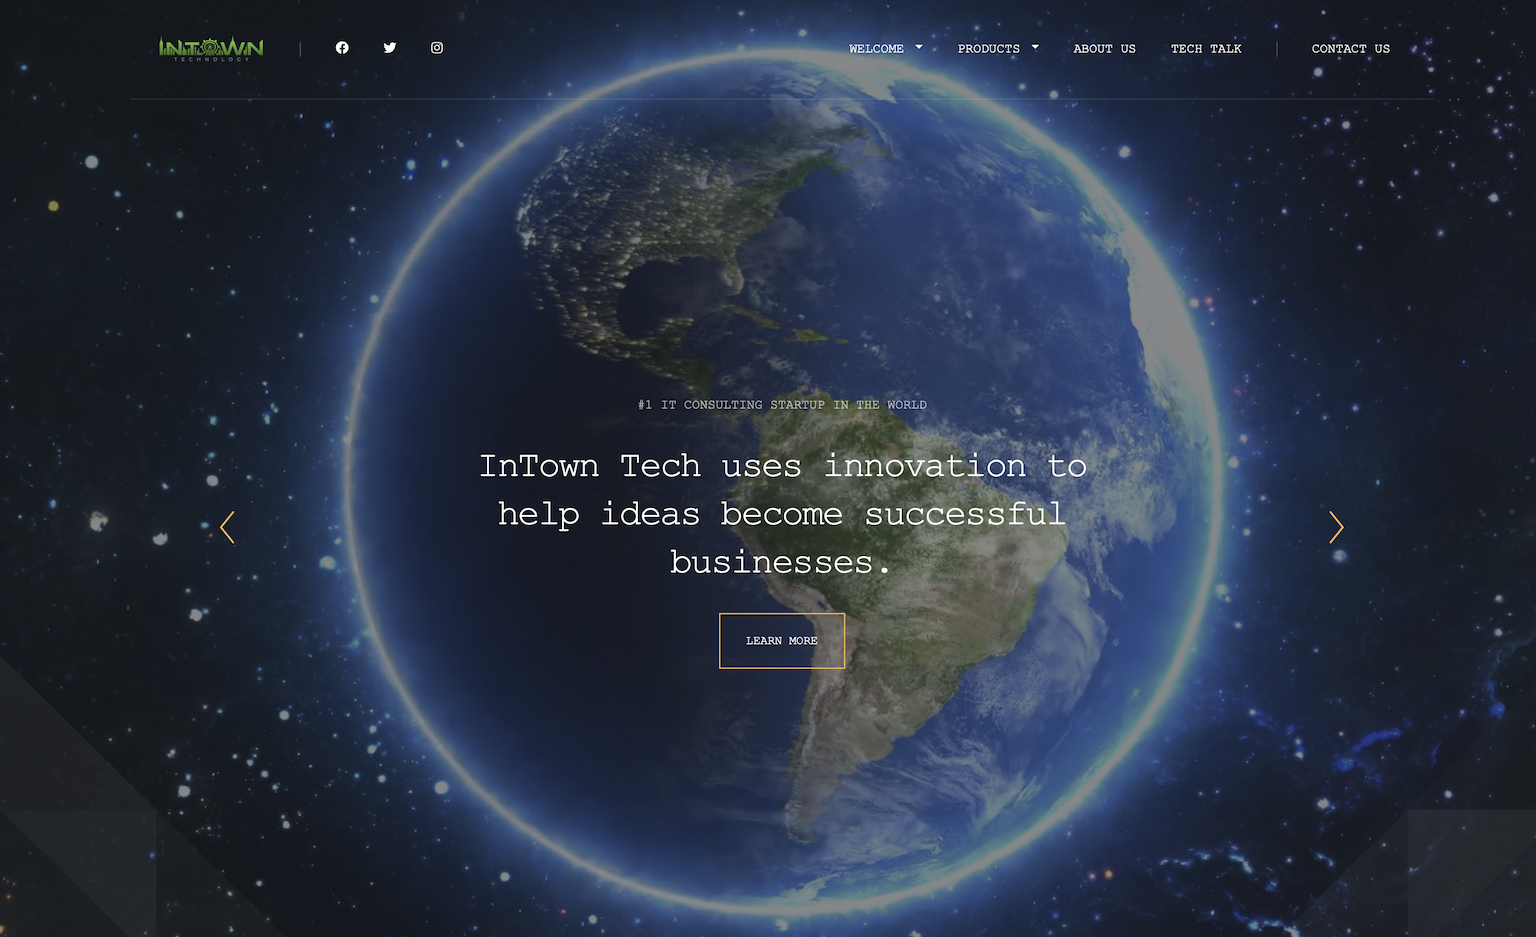 INTOWN
TECHNOLOGY
WELCOME
PRODUCTS
ABOUT US
TECH TALK
CONTACT US
#1 IT CONSULTING STARTUP IN THE WORLD
InTown Tech uses innovation to
help ideas become successful
businesses.
LEARN MORE